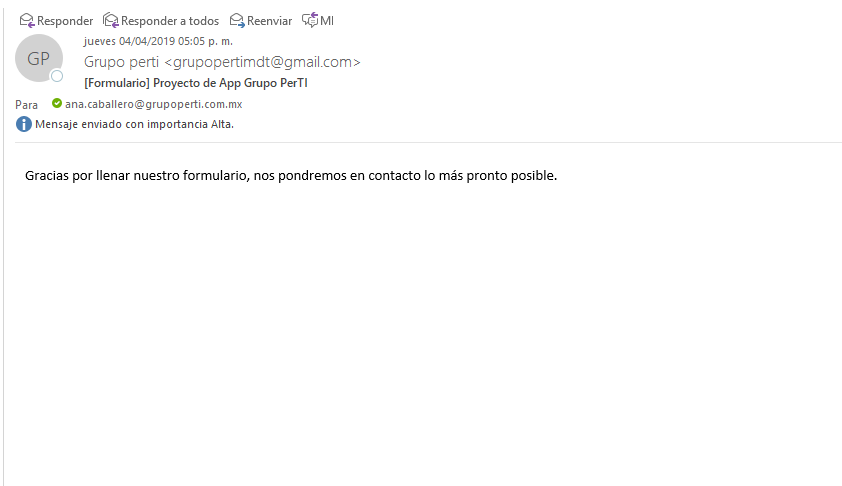 Responder Responder a todos Reenviar MI
jueves 04/04/2019 05:05 p. m.
GP
Grupo perti <grupopertimdt@gmail.com>
[Formulario] Proyecto de App Grupo PerTI
Para ana.caballero@grupoperti.com.mx
Mensaje enviado con importancia Alta.
Gracias por llenar nuestro formulario, nos pondremos en contacto lo más pronto posible.